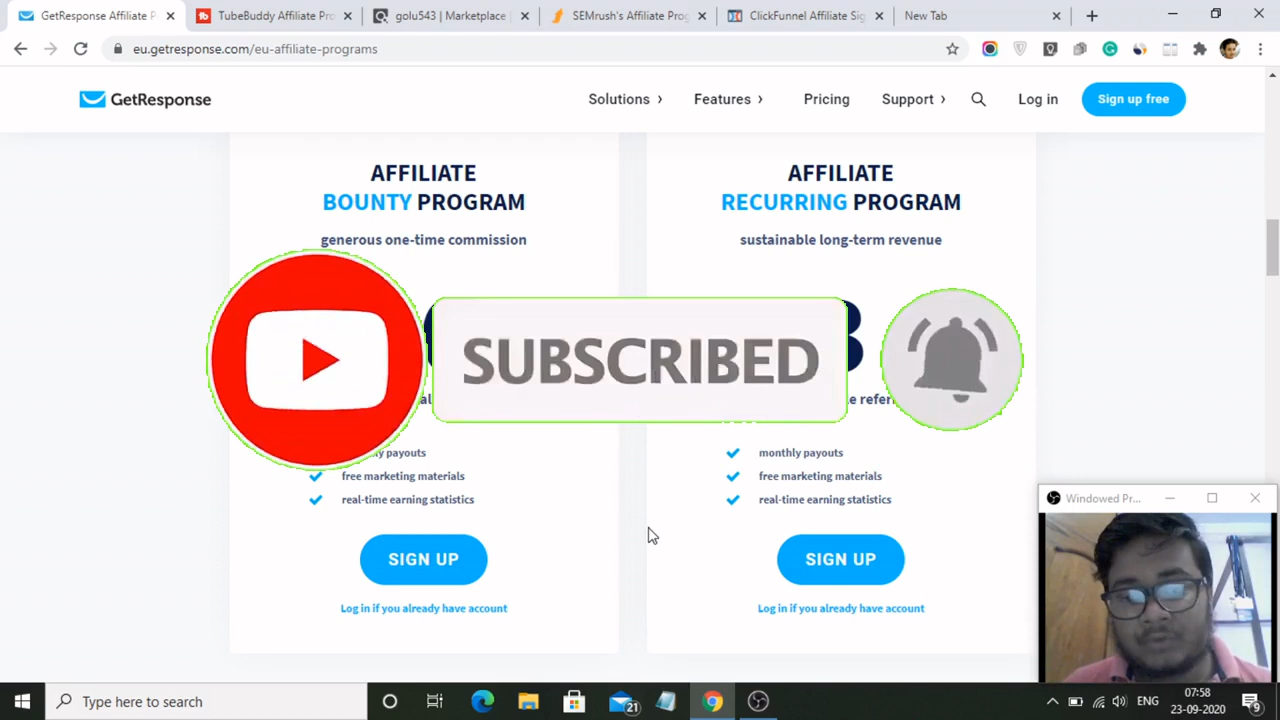 GetResponse Affiliate P
TubeBuddy Affiliate Pro
golu543 | Marketplace |
SEMrush's Affiliate Prog
ClickFunnel Affiliate Sig
New Tab
eu.getresponse.com/eu-affiliate-programs
GetResponse
Solutions
Features
Pricing
Support
Log in
Sign up free
AFFILIATE
BOUNTY PROGRAM
generous one-time commission
AFFILIATE
RECURRING PROGRAM
sustainable long-term revenue
SUBSCRIBED
payouts
free marketing materials
real-time earning statistics
monthly payouts
free marketing materials
real-time earning statistics
SIGN UP
SIGN UP
Log in if you already have account
Log in if you already have account
Windowed Pr...
Type here to search
21
ENG
07:58
23-09-2020
9